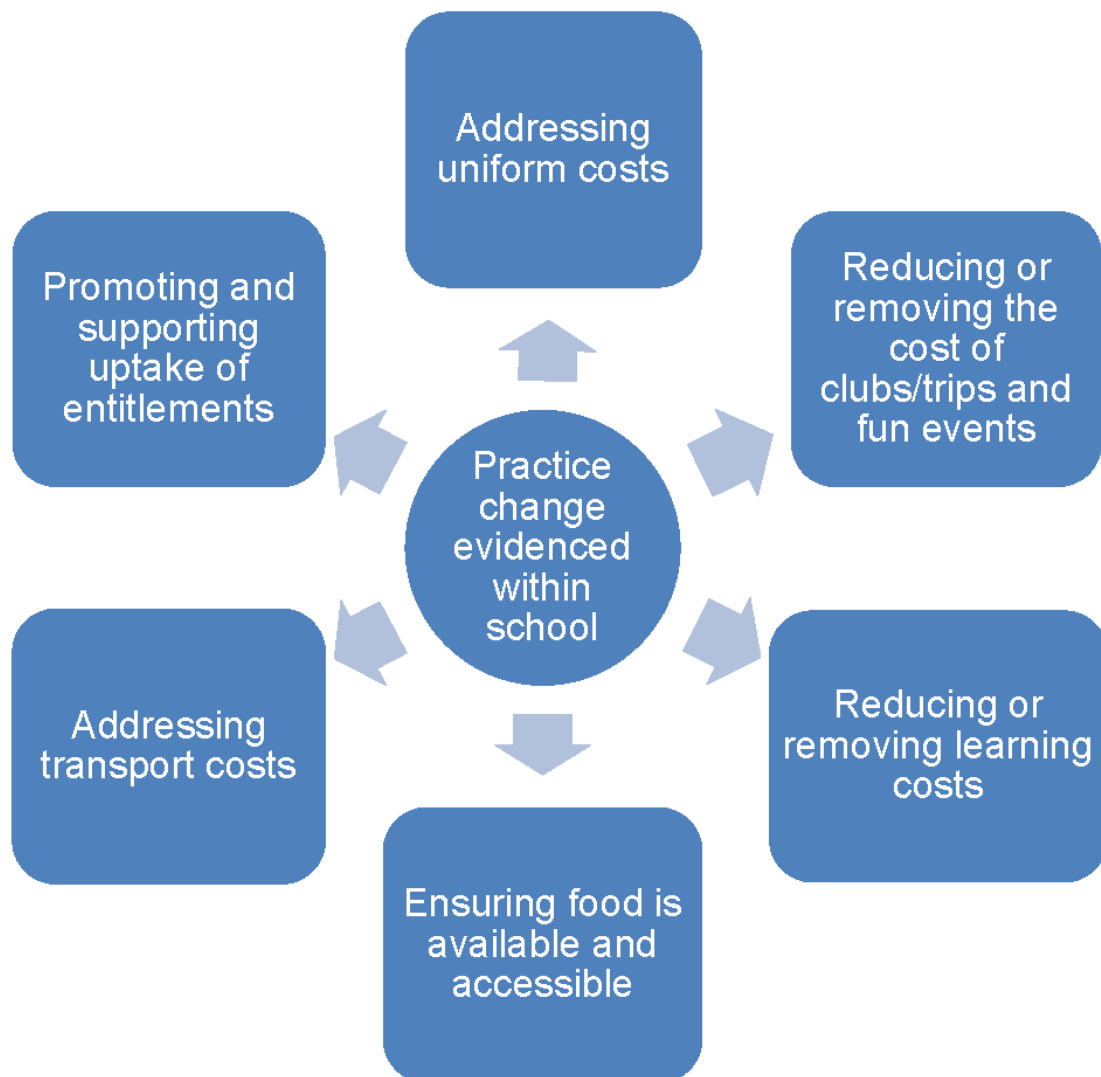 Addressing
uniform costs
Reducing or
removing the
cost of
clubs/trips and
fun events
Reducing or
removing learning
costs
Ensuring food is
available and
accessible
Addressing
transport costs
Promoting and
supporting
uptake of
entitlements
Practice
change
evidenced
within
school